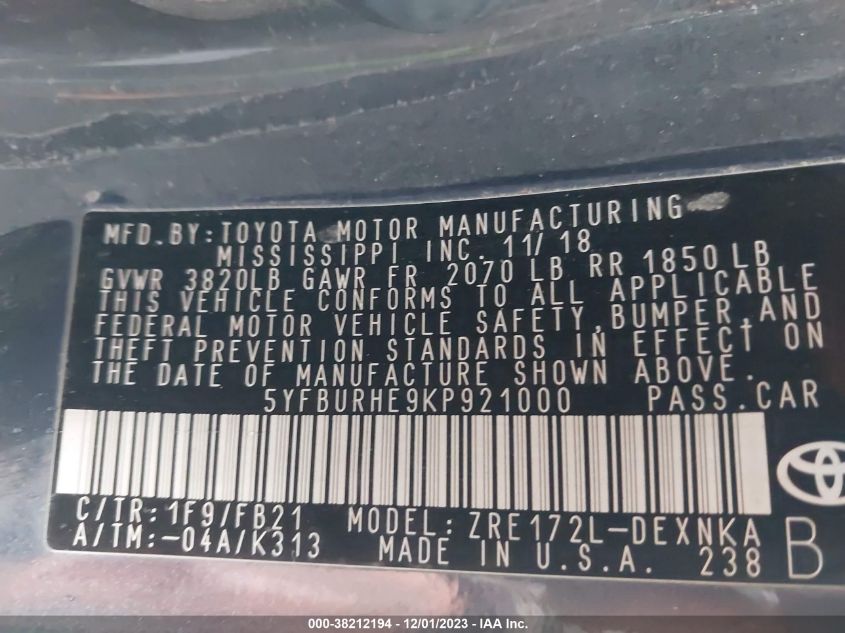 MFD.BY:TOYOTA MOTOR MANUFACTURING
MISSISSIPPI INC. 11/18
GVWR 3820LB GAWR FR 2070 LB RR 1850 LB
THIS VEHICLE CONFORMS TO ALL APPLICABLE
FEDERAL MOTOR VEHICLE SAFETY,BUMPER,AND
THEFT PREVENTION STANDARDS IN EFFECT ON
THE DATE OF MANUFACTURE SHOWN ABOVE.
5YFBURHE9KP921000 PASS.CAR
C/TR:1F9/FB21 MODEL:ZRE172L-DEXNKA
A/TM:-04A/K313 MADE IN U.S.A. 238 B
000-38212194 - 12/01/2023 - IAA Inc.